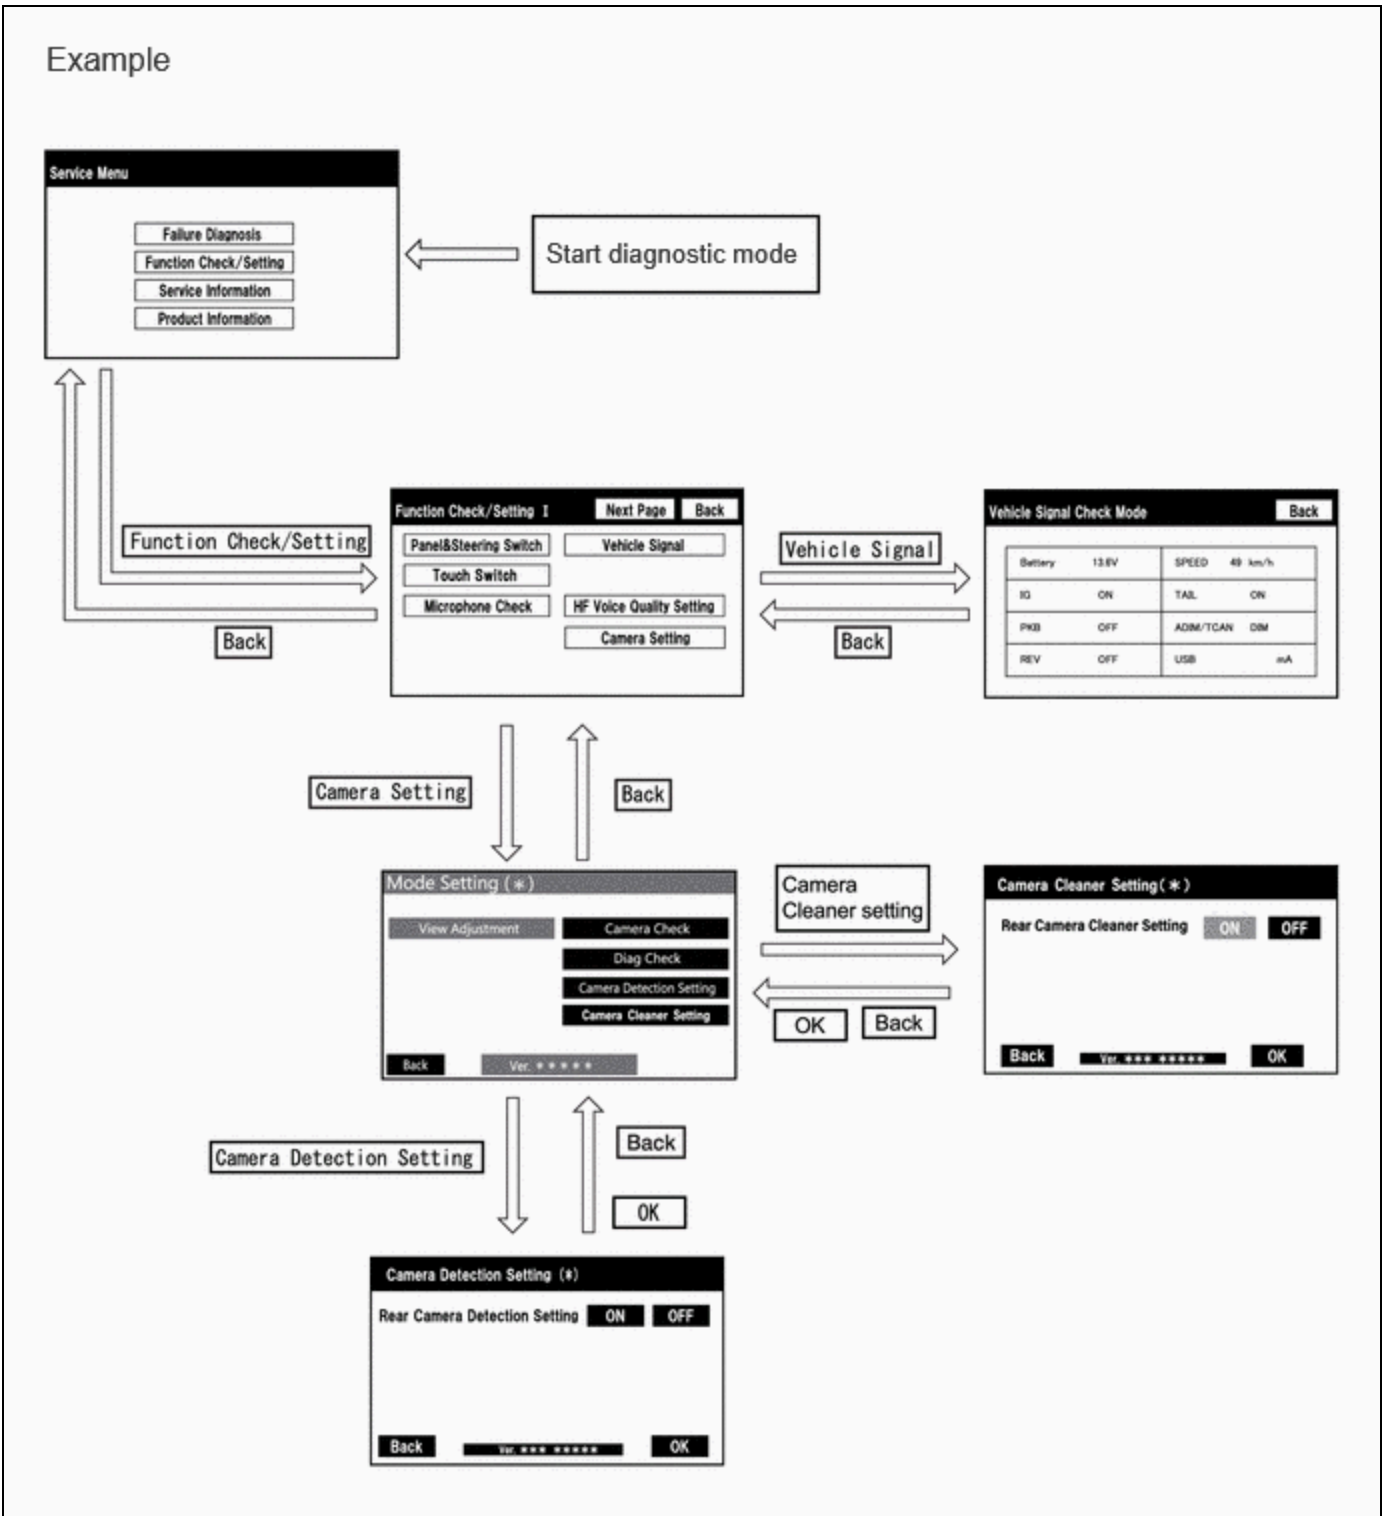 Example
Service Menu
Failure Diagnosis
Function Check/Setting
Service Information
Product Information
Start diagnostic mode
Function Check/Setting
Back
Function Check/Setting I Next Page Back
Panel&Steering Switch Vehicle Signal
Touch Switch
Microphone Check HF Voice Quality Setting
Camera Setting
Vehicle Signal
Back
Vehicle Signal Check Mode Back
Battery 13.6V SPEED 49 km/h
IG ON TAIL ON
PKB OFF ADIM/TCAN DIM
REV OFF USB mA
Camera Setting
Back
Mode Setting (*)
View Adjustment Camera Check
Diag Check
Camera Detection Setting
Camera Cleaner Setting
Back Ver. * * * * *
Camera
Cleaner setting
OK Back
Camera Cleaner Setting(*)
Rear Camera Cleaner Setting ON OFF
Back Ver. *** ***** OK
Camera Detection Setting
Back
OK
Camera Detection Setting (*)
Rear Camera Detection Setting ON OFF
Back Ver. *** ***** OK